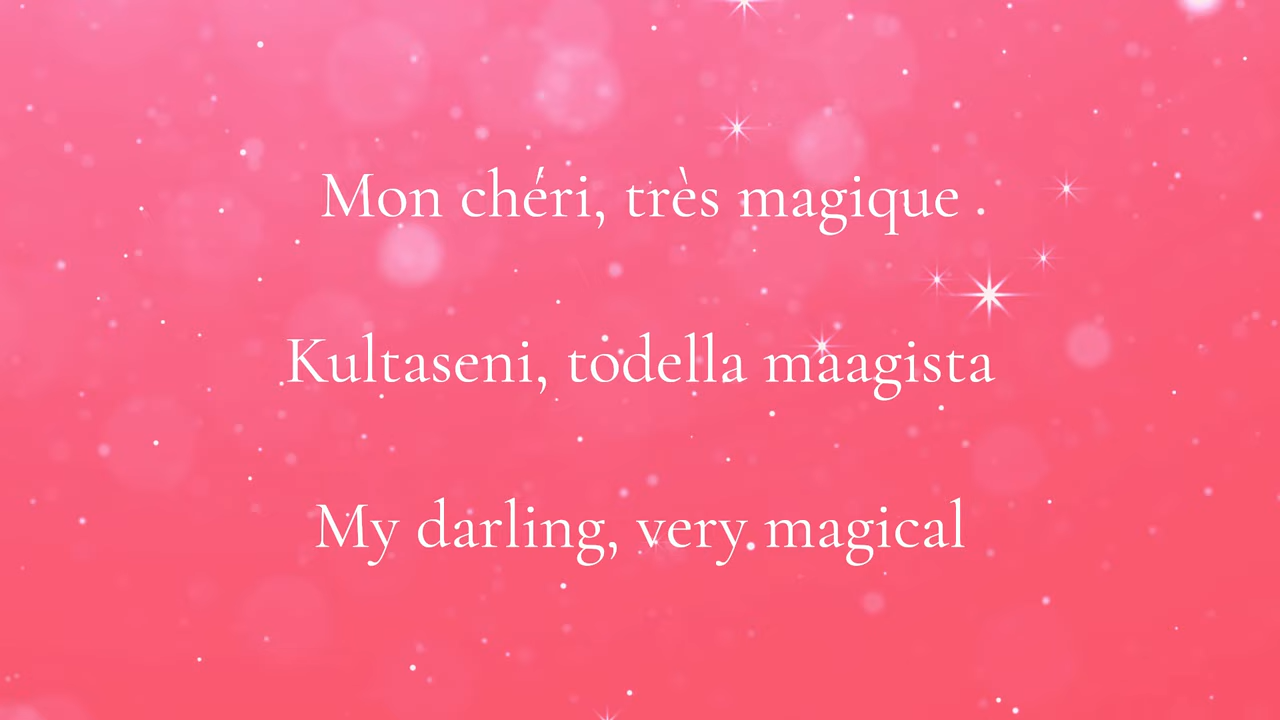 Mon chéri, très magique
Kultaseni, todella maagista
My darling, very magical